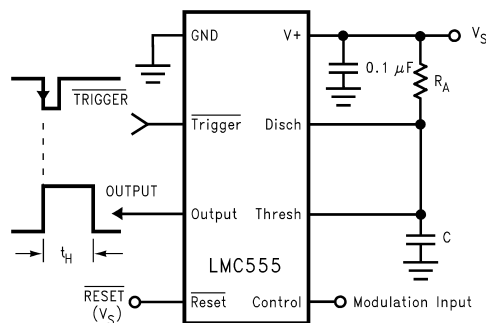 GND
V+
V_S
0.1 μF
R_A
TRIGGER
Trigger
Disch
OUTPUT
Output
Thresh
t_H
C
LMC555
RESET
(V_S)
Reset
Control
Modulation Input